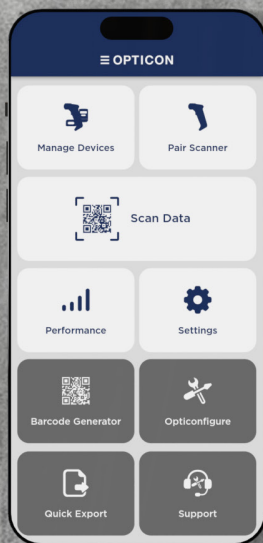 ≡ OPTICON
Manage Devices
Pair Scanner
Scan Data
Performance
Settings
Barcode Generator
Opticonfigure
Quick Export
Support